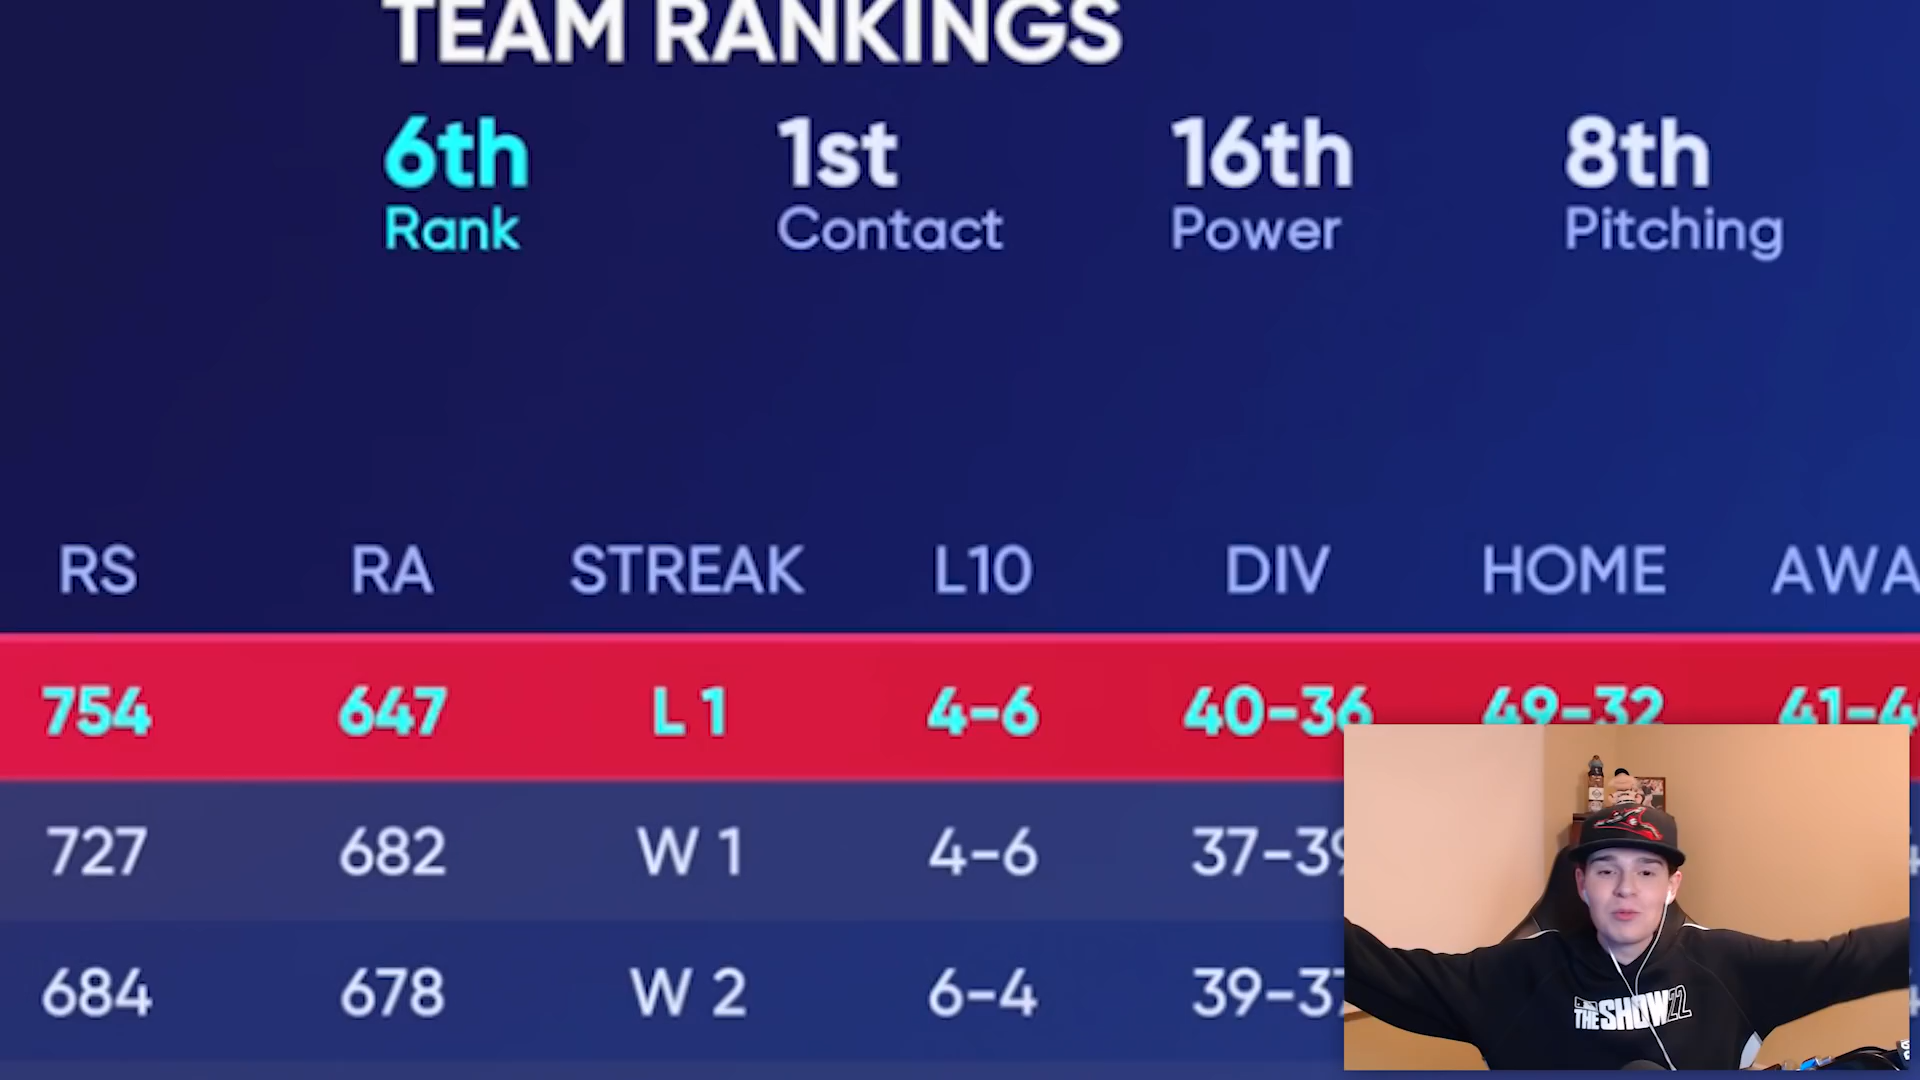 TEAM RANKINGS
6th 1st 16th 8th
Rank Contact Power Pitching
RS RA STREAK L10 DIV HOME
754 647 L 1 4-6 40-36 49-32
727 682 W 1 4-6
684 678 W 2 6-4
THE SHOW 22